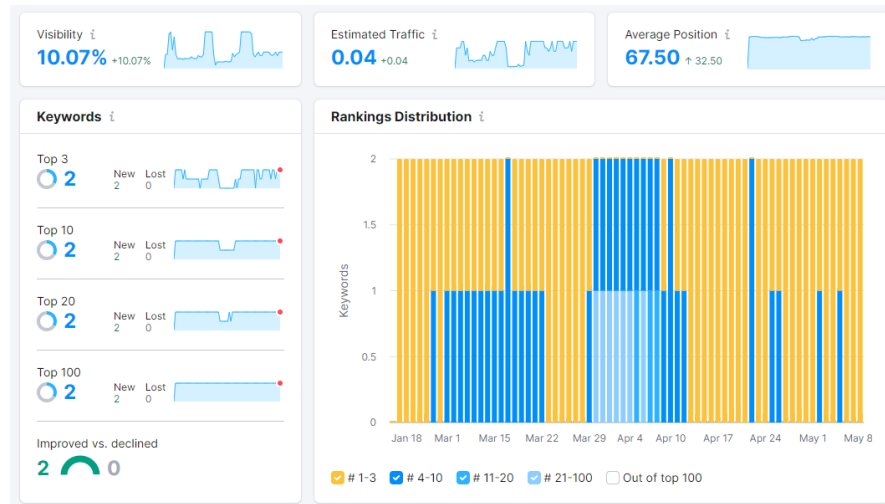 Visibility i
10.07% +10.07%
Estimated Traffic i
0.04 +0.04
Average Position i
67.50 ↑ 32.50
Keywords i
Top 3
2
New Lost
2 0
Top 10
2
New Lost
2 0
Top 20
2
New Lost
2 0
Top 100
2
New Lost
2 0
Improved vs. declined
2 0
Rankings Distribution i
2
1.5
1
0.5
0
Keywords
Jan 18 Mar 1 Mar 15 Mar 22 Mar 29 Apr 4 Apr 10 Apr 17 Apr 24 May 1 May 8
# 1-3 # 4-10 # 11-20 # 21-100 Out of top 100